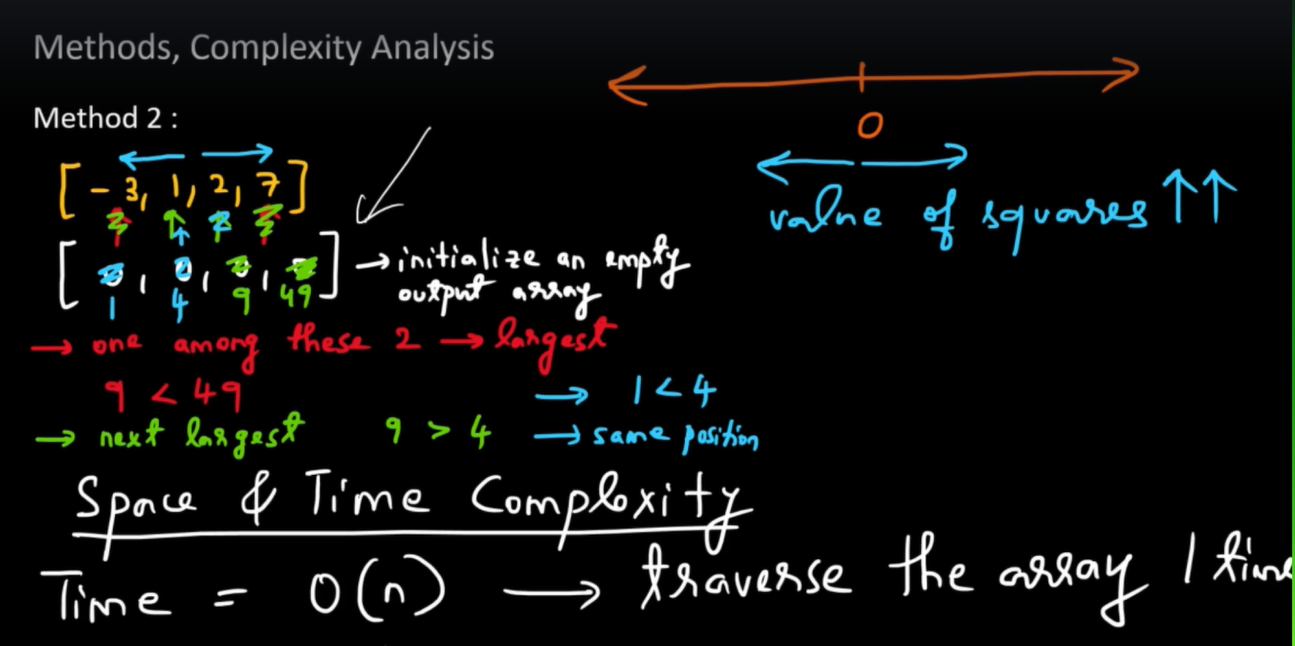 Methods, Complexity Analysis
Method 2 :
0
[ - 3, 1, 2, 7 ]
value of squares ↑↑
[ 0, 0, 0, 0 ] → initialize an empty
output array
1 4 9 49
→ one among these 2 → largest
9 < 49
→ 1 < 4
→ next largest 9 > 4
→ same position
Space & Time Complexity
Time = O(n) → traverse the array 1 time